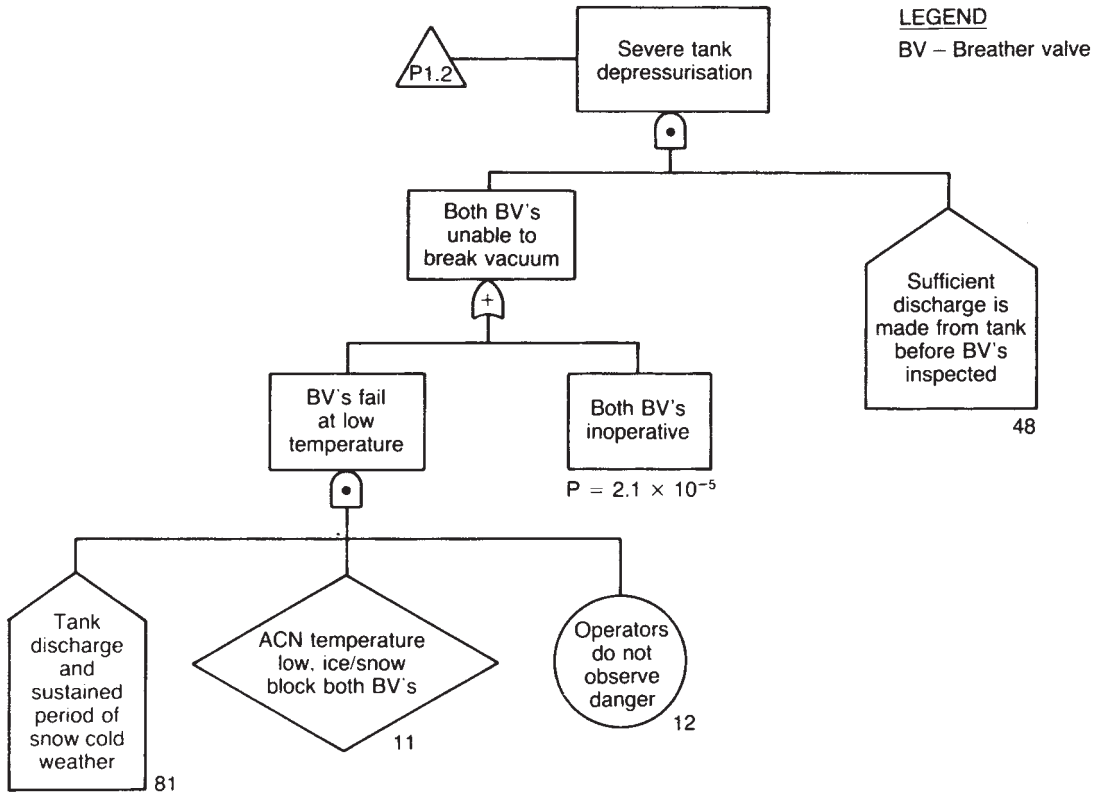 LEGEND
BV – Breather valve
P1.2
Severe tank
depressurisation
•
Both BV's
unable to
break vacuum
+
Sufficient
discharge is
made from tank
before BV's
inspected
48
BV's fail
at low
temperature
•
Both BV's
inoperative
P = 2.1 × 10⁻⁵
Tank
discharge
and
sustained
period of
snow cold
weather
81
ACN temperature
low, ice/snow
block both BV's
11
Operators
do not
observe
danger
12